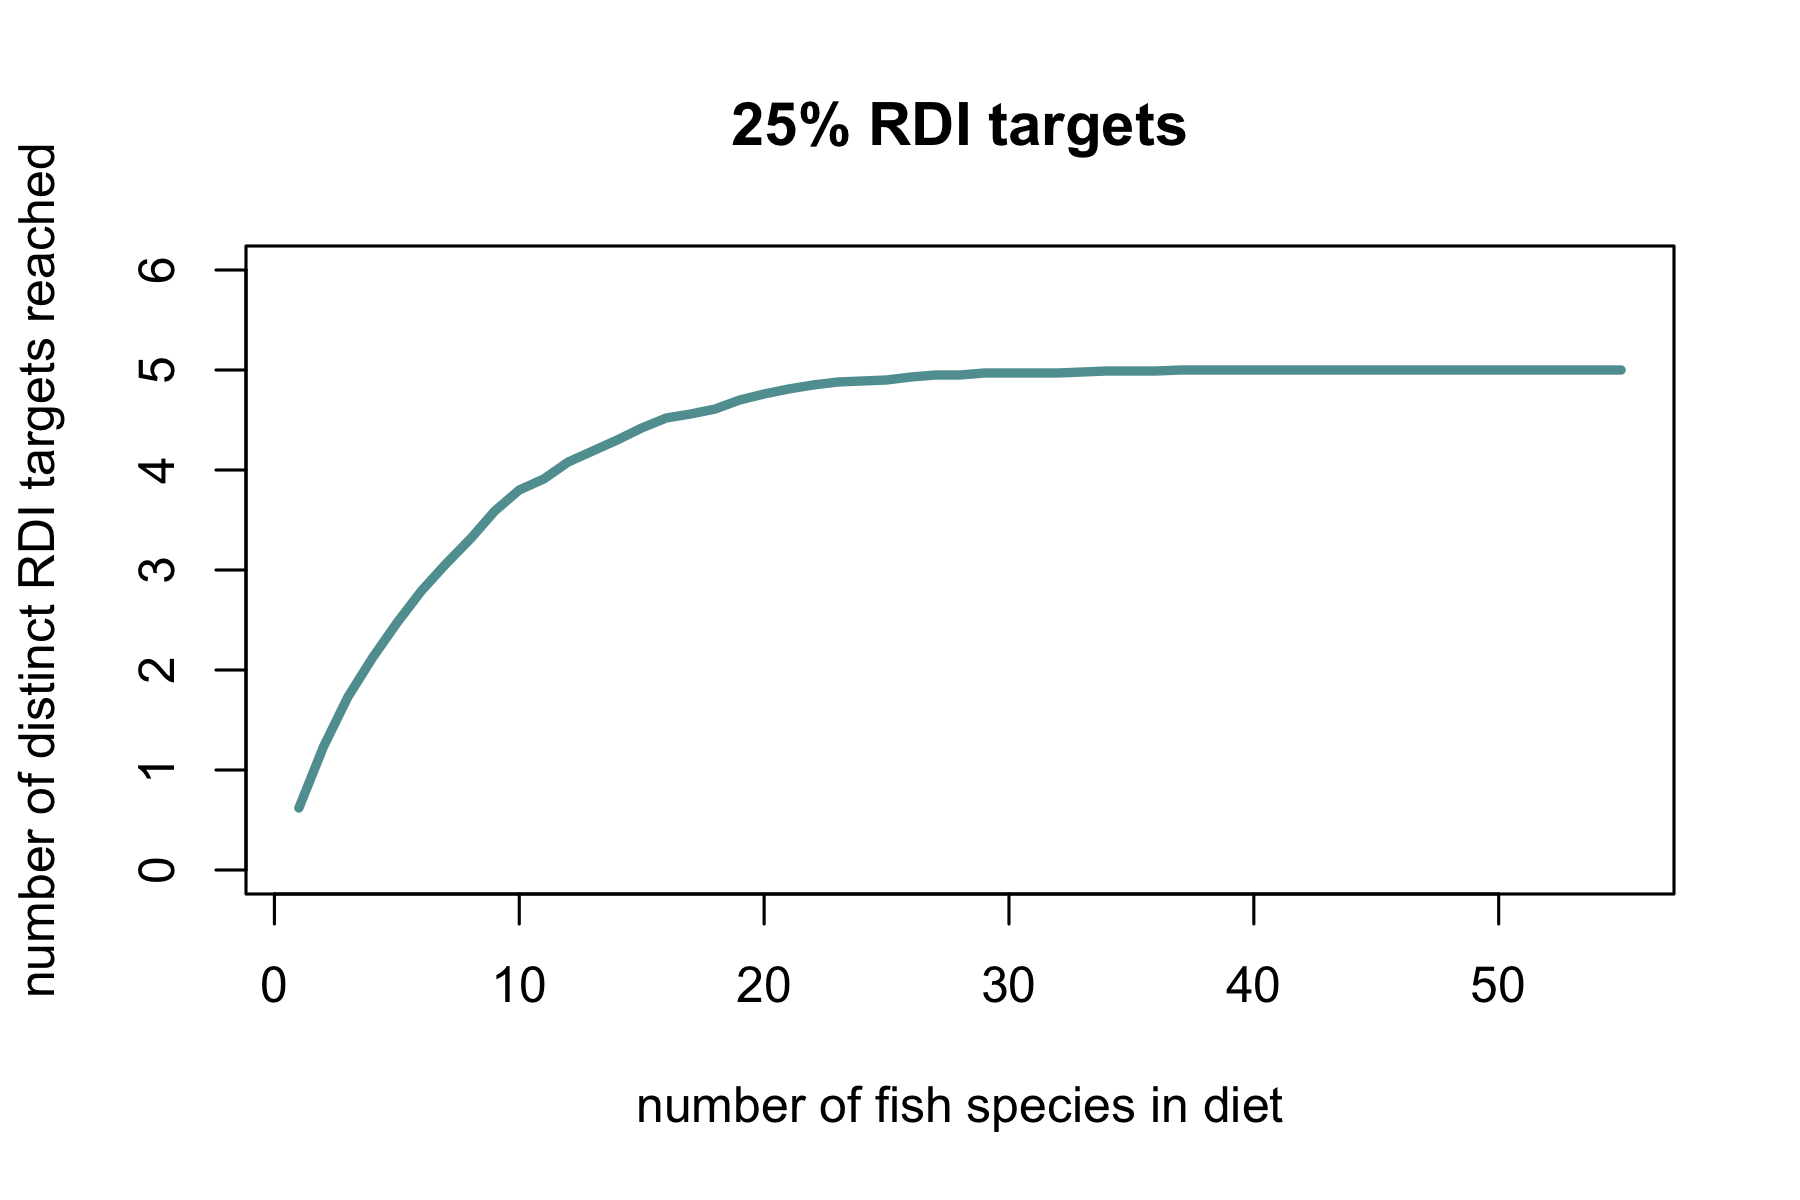 25% RDI targets
number of distinct RDI targets reached
6
5
4
3
2
1
0
0 10 20 30 40 50
number of fish species in diet